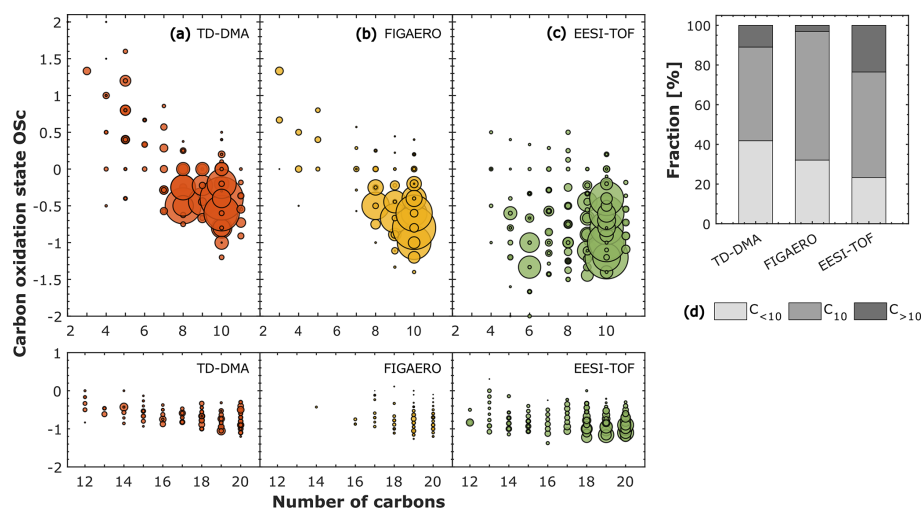 Carbon oxidation state OSc
2
1.5
1
0.5
0
-0.5
-1
-1.5
-2
(a) TD-DMA
(b) FIGAERO
(c) EESI-TOF
2 4 6 8 10
2 4 6 8 10
2 4 6 8 10
1
0
-1
-2
TD-DMA
FIGAERO
EESI-TOF
12 14 16 18 20
12 14 16 18 20
12 14 16 18 20
Number of carbons
Fraction [%]
100
80
60
40
20
0
TD-DMA
FIGAERO
EESI-TOF
(d) C<10 C10 C>10